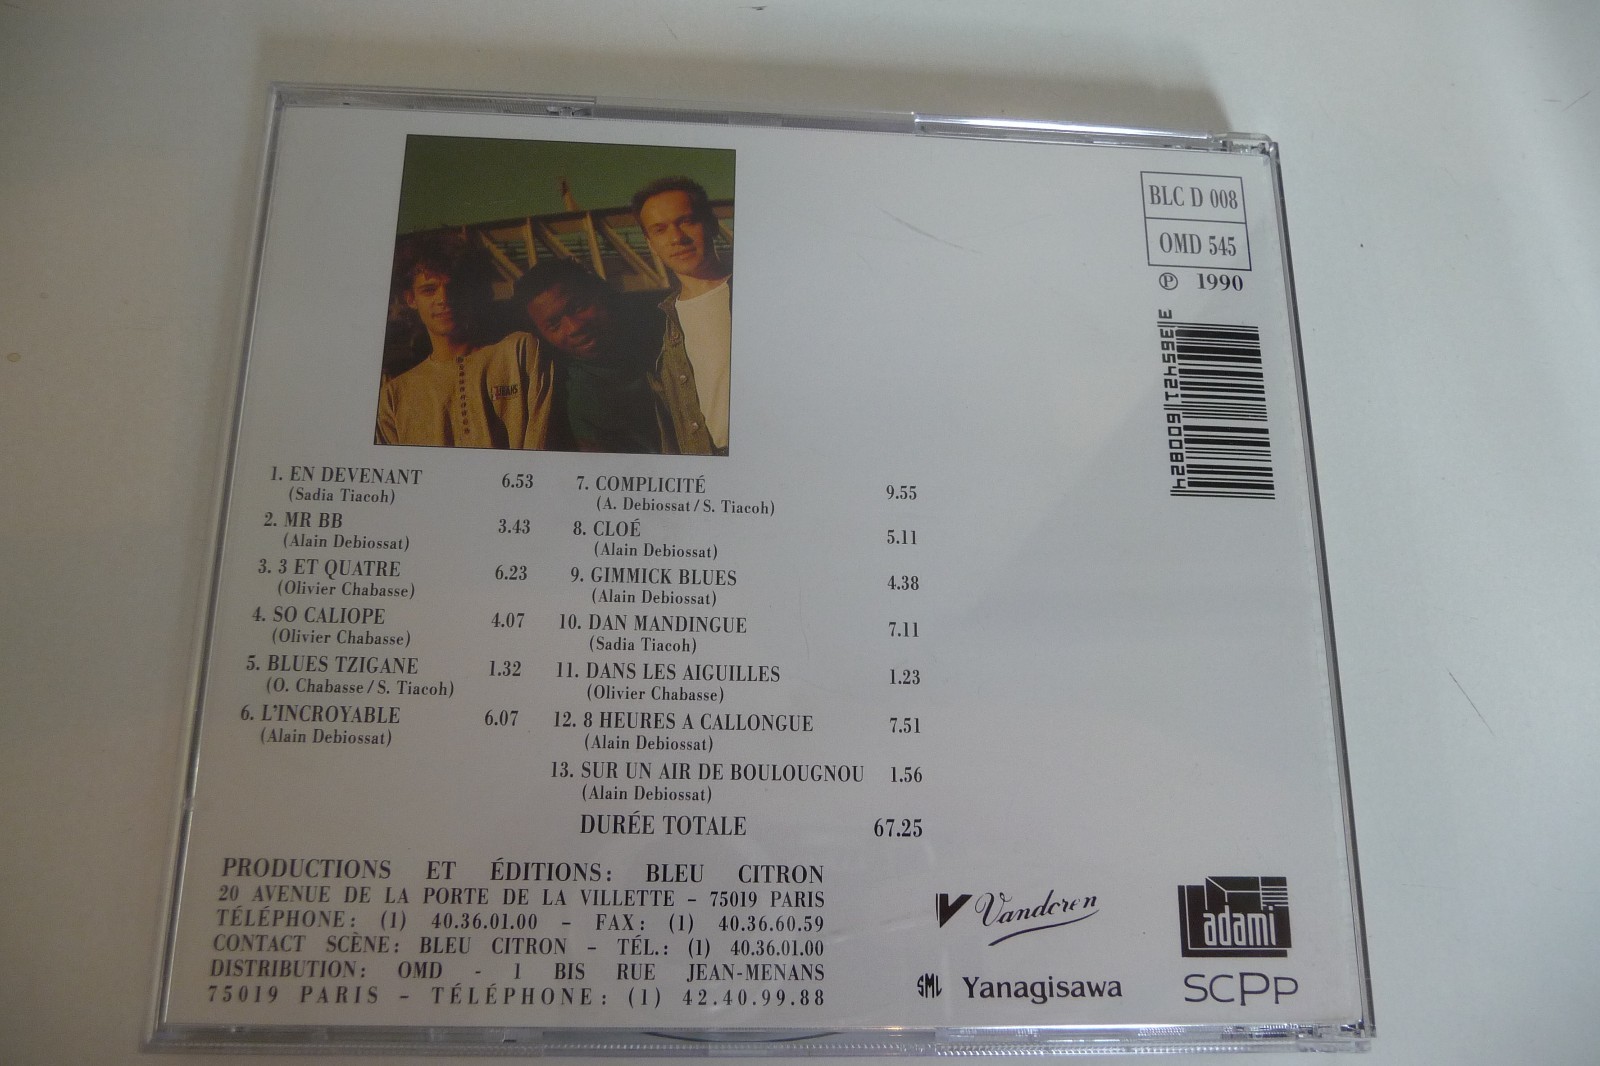 BLC D 008
OMD 545
℗ 1990
3 365421 600824
1. EN DEVENANT 6.53
(Sadia Tiacoh)
2. MR BB 3.43
(Alain Debiossat)
3. 3 ET QUATRE 6.23
(Olivier Chabasse)
4. SO CALIOPE 4.07
(Olivier Chabasse)
5. BLUES TZIGANE 1.32
(O. Chabasse / S. Tiacoh)
6. L'INCROYABLE 6.07
(Alain Debiossat)
7. COMPLICITÉ 9.55
(A. Debiossat / S. Tiacoh)
8. CLOÉ 5.11
(Alain Debiossat)
9. GIMMICK BLUES 4.38
(Alain Debiossat)
10. DAN MANDINGUE 7.11
(Sadia Tiacoh)
11. DANS LES AIGUILLES 1.23
(Olivier Chabasse)
12. 8 HEURES A CALLONGUE 7.51
(Alain Debiossat)
13. SUR UN AIR DE BOULOUGNOU 1.56
(Alain Debiossat)
DURÉE TOTALE 67.25
PRODUCTIONS ET ÉDITIONS: BLEU CITRON
20 AVENUE DE LA PORTE DE LA VILLETTE – 75019 PARIS
TÉLÉPHONE: (1) 40.36.01.00 – FAX: (1) 40.36.60.59
CONTACT SCÈNE: BLEU CITRON – TÉL.: (1) 40.36.01.00
DISTRIBUTION: OMD - 1 BIS RUE JEAN-MENANS
75019 PARIS – TÉLÉPHONE: (1) 42.40.99.88
Vandoren
adami
SML Yanagisawa
SCPP